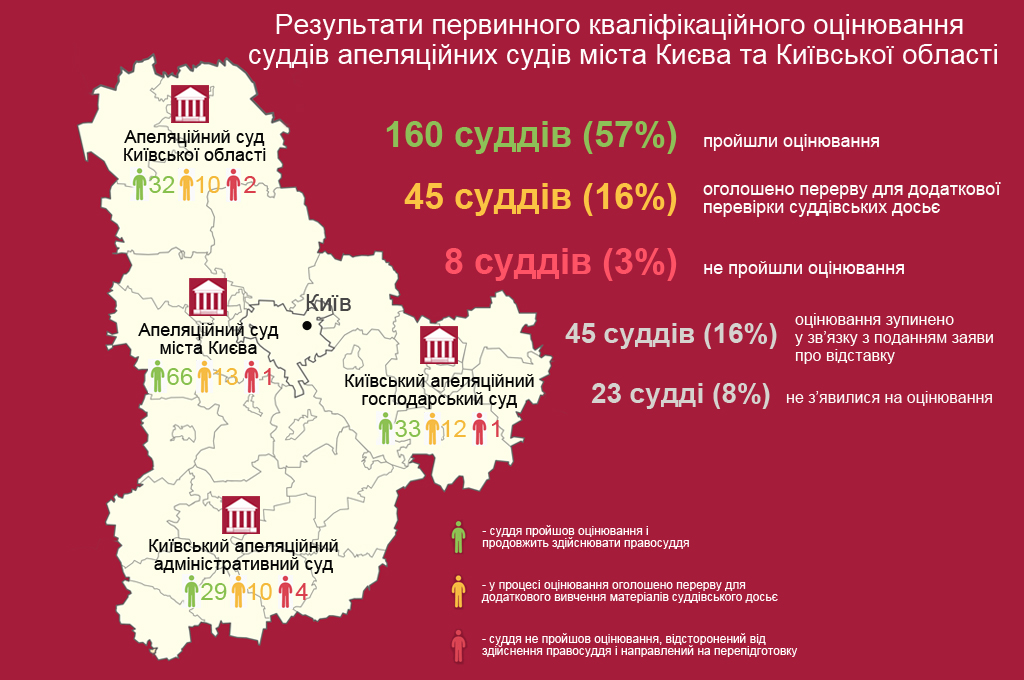 Результати первинного кваліфікаційного оцінювання
суддів апеляційних судів міста Києва та Київської області
Апеляційний суд
Київської області
32 10 2
160 суддів (57%) пройшли оцінювання
45 суддів (16%) оголошено перерву для додаткової
перевірки суддівських досьє
8 суддів (3%) не пройшли оцінювання
Київ
Апеляційний суд
міста Києва
66 13 1
45 суддів (16%) оцінювання зупинено
у зв’язку з поданням заяви
про відставку
23 судді (8%) не з’явилися на оцінювання
Київський апеляційний
господарський суд
33 12 1
Київський апеляційний
адміністративний суд
29 10 4
- суддя пройшов оцінювання і
продовжить здійснювати правосуддя
- у процесі оцінювання оголошено перерву для
додаткового вивчення матеріалів суддівського досьє
- суддя не пройшов оцінювання, відсторонений від
здійснення правосуддя і направлений на перепідготовку